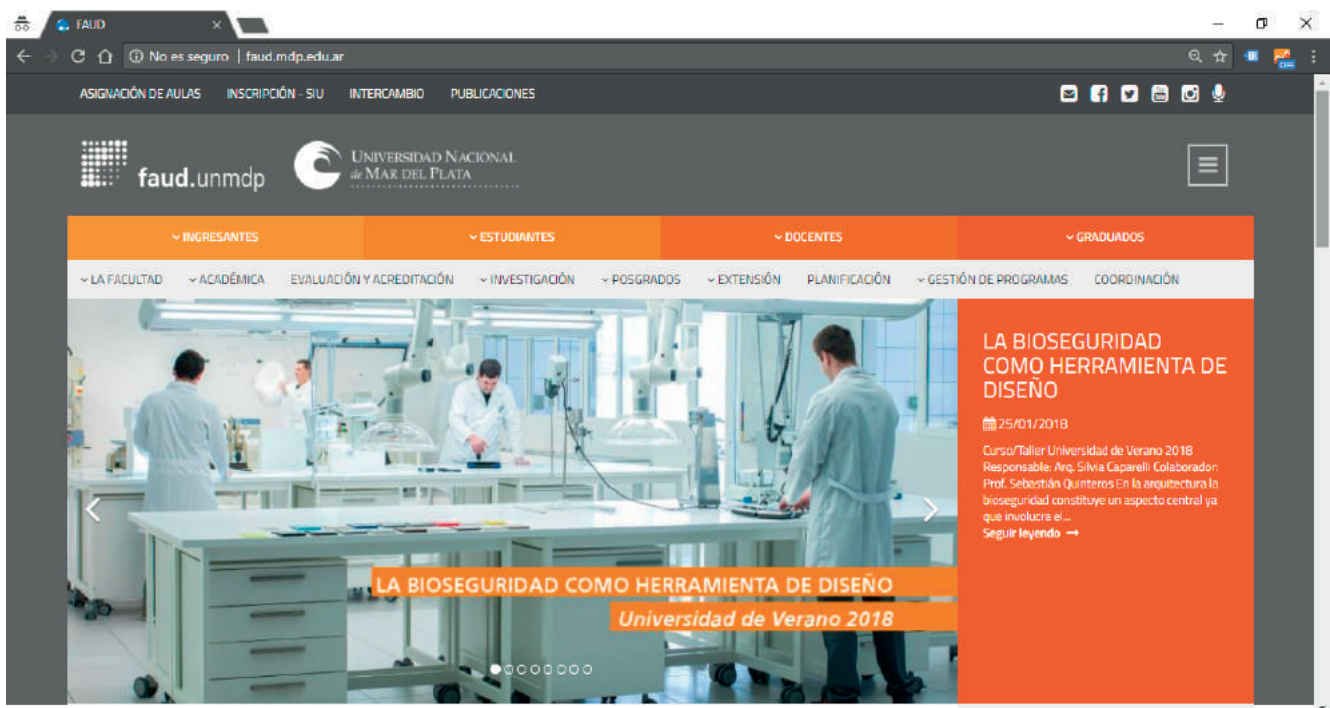 FAUD
No es seguro | faud.mdp.edu.ar
ASIGNACIÓN DE AULAS INSCRIPCIÓN - SIU INTERCAMBIO PUBLICACIONES
faud.unmdp
UNIVERSIDAD NACIONAL
de MAR DEL PLATA
INGRESANTES ESTUDIANTES DOCENTES GRADUADOS
LA FACULTAD ACADÉMICA EVALUACIÓN Y ACREDITACIÓN INVESTIGACIÓN POSGRADOS EXTENSIÓN PLANIFICACIÓN GESTIÓN DE PROGRAMAS COORDINACIÓN
LA BIOSEGURIDAD COMO HERRAMIENTA DE DISEÑO
Universidad de Verano 2018
LA BIOSEGURIDAD
COMO HERRAMIENTA DE
DISEÑO
25/01/2018
Curso/Taller Universidad de Verano 2018
Responsable: Arq. Silvia Caparelli Colaborador:
Prof. Sebastián Quinteros En la arquitectura la
bioseguridad constituye un aspecto central ya
que involucra el...
Seguir leyendo →